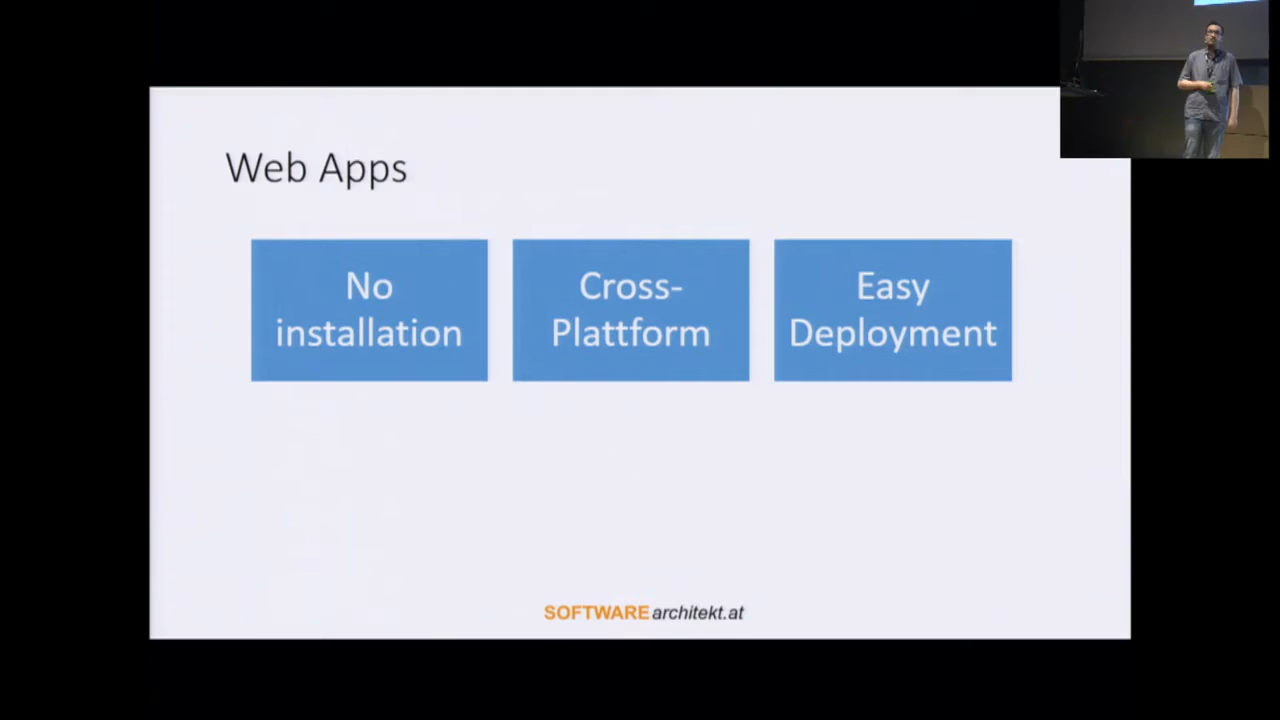 Web Apps
No
installation
Cross-
Plattform
Easy
Deployment
SOFTWARE architekt.at